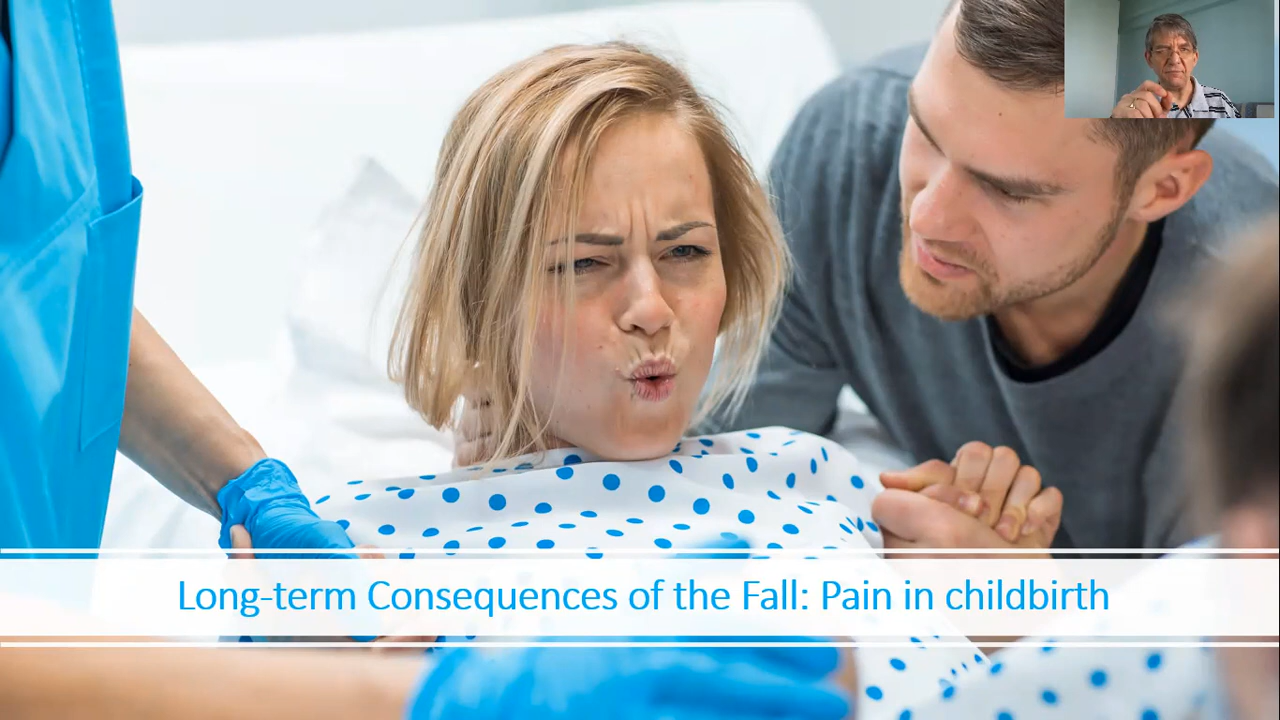 Long-term Consequences of the Fall: Pain in childbirth